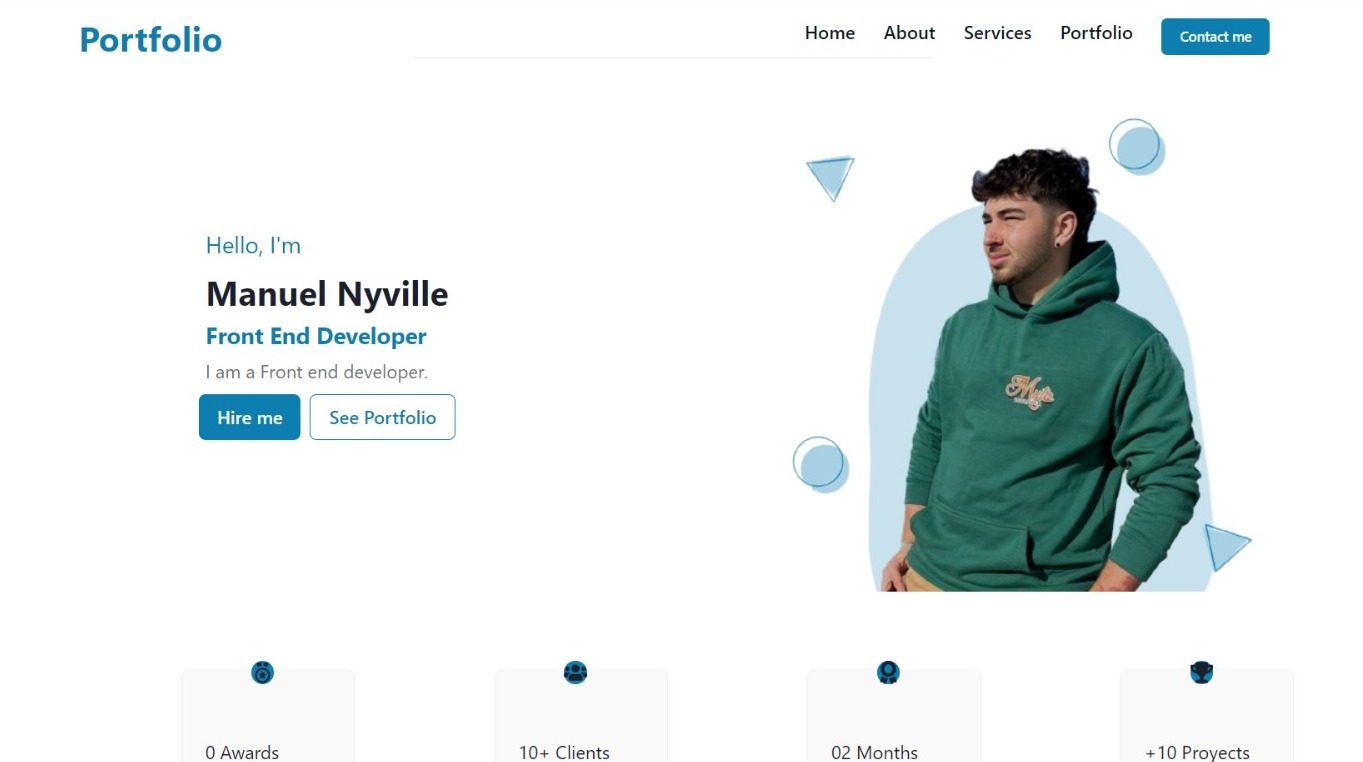 Portfolio
Home About Services Portfolio Contact me
Hello, I'm
Manuel Nyville
Front End Developer
I am a Front end developer.
Hire me See Portfolio
0 Awards 10+ Clients 02 Months +10 Proyects